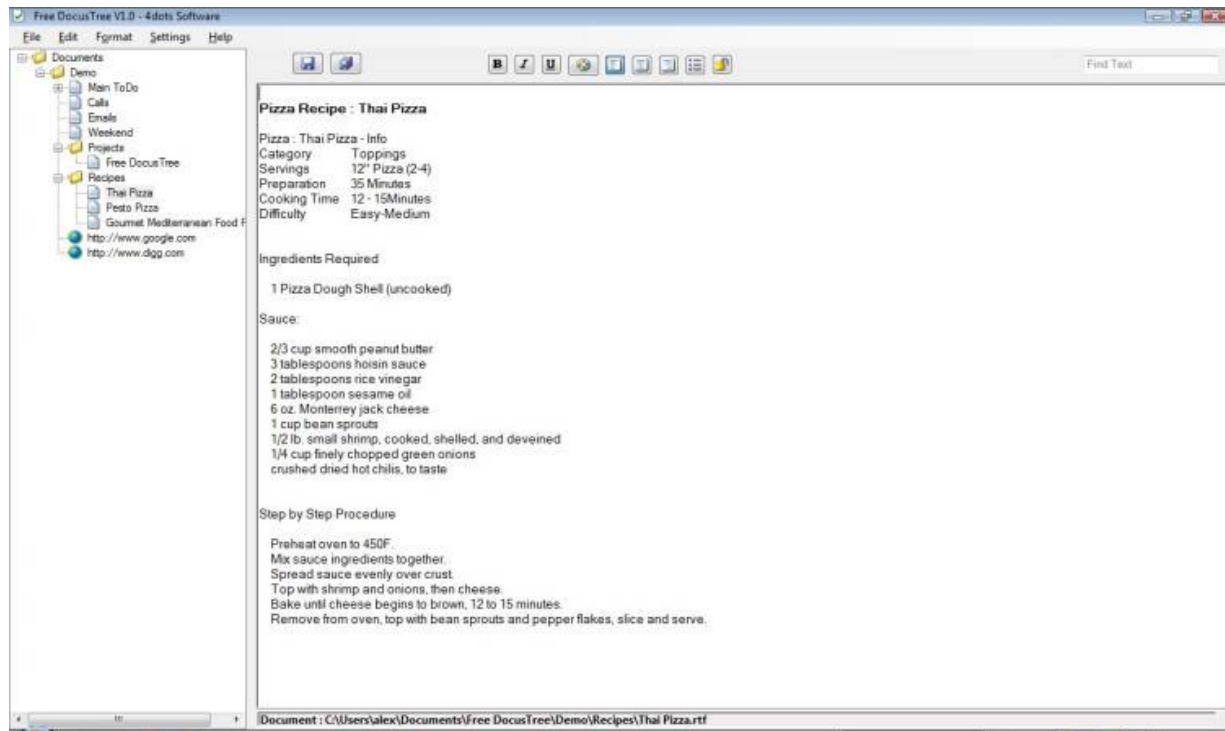 Free DocusTree V1.0 - 4dots Software
File Edit Format Settings Help
Documents
Demo
Main ToDo
Calls
Emails
Weekend
Projects
Free DocusTree
Recipes
Thai Pizza
Pesto Pizza
Gourmet Mediterranean Food F
http://www.google.com
http://www.digg.com
B I U
Find Text
Pizza Recipe : Thai Pizza
Pizza : Thai Pizza - Info
Category Toppings
Servings 12" Pizza (2-4)
Preparation 35 Minutes
Cooking Time 12 - 15Minutes
Difficulty Easy-Medium
Ingredients Required
1 Pizza Dough Shell (uncooked)
Sauce:
2/3 cup smooth peanut butter
3 tablespoons hoisin sauce
2 tablespoons rice vinegar
1 tablespoon sesame oil
6 oz. Monterrey jack cheese
1 cup bean sprouts
1/2 lb. small shrimp, cooked, shelled, and deveined
1/4 cup finely chopped green onions
crushed dried hot chilis, to taste
Step by Step Procedure
Preheat oven to 450F.
Mix sauce ingredients together.
Spread sauce evenly over crust.
Top with shrimp and onions, then cheese.
Bake until cheese begins to brown, 12 to 15 minutes.
Remove from oven, top with bean sprouts and pepper flakes, slice and serve.
Document : C:\Users\alex\Documents\Free DocusTree\Demo\Recipes\Thai Pizza.rtf